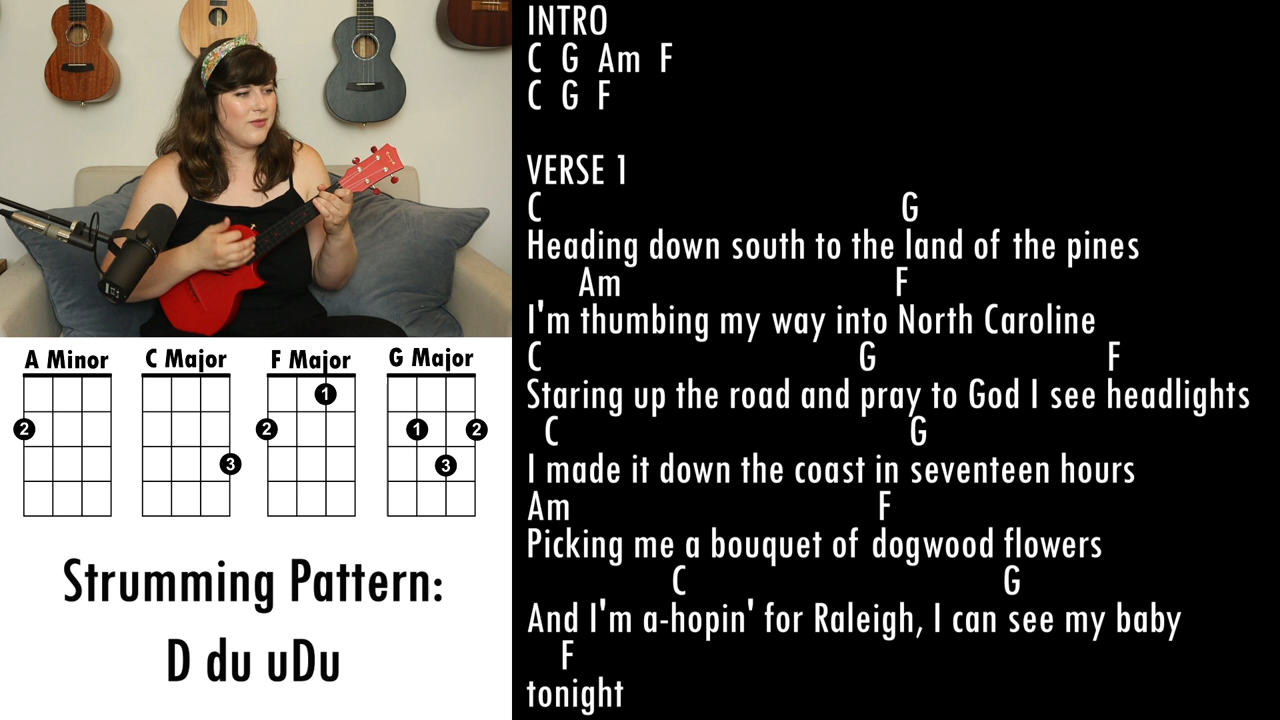 INTRO
C G Am F
C G F
VERSE 1
C G
Heading down south to the land of the pines
Am F
I'm thumbing my way into North Caroline
C G F
Staring up the road and pray to God I see headlights
C G
I made it down the coast in seventeen hours
Am F
Picking me a bouquet of dogwood flowers
C G
And I'm a-hopin' for Raleigh, I can see my baby
F
tonight
A Minor C Major F Major G Major
2 3 2 1 1 2 3
Strumming Pattern:
D du uDu